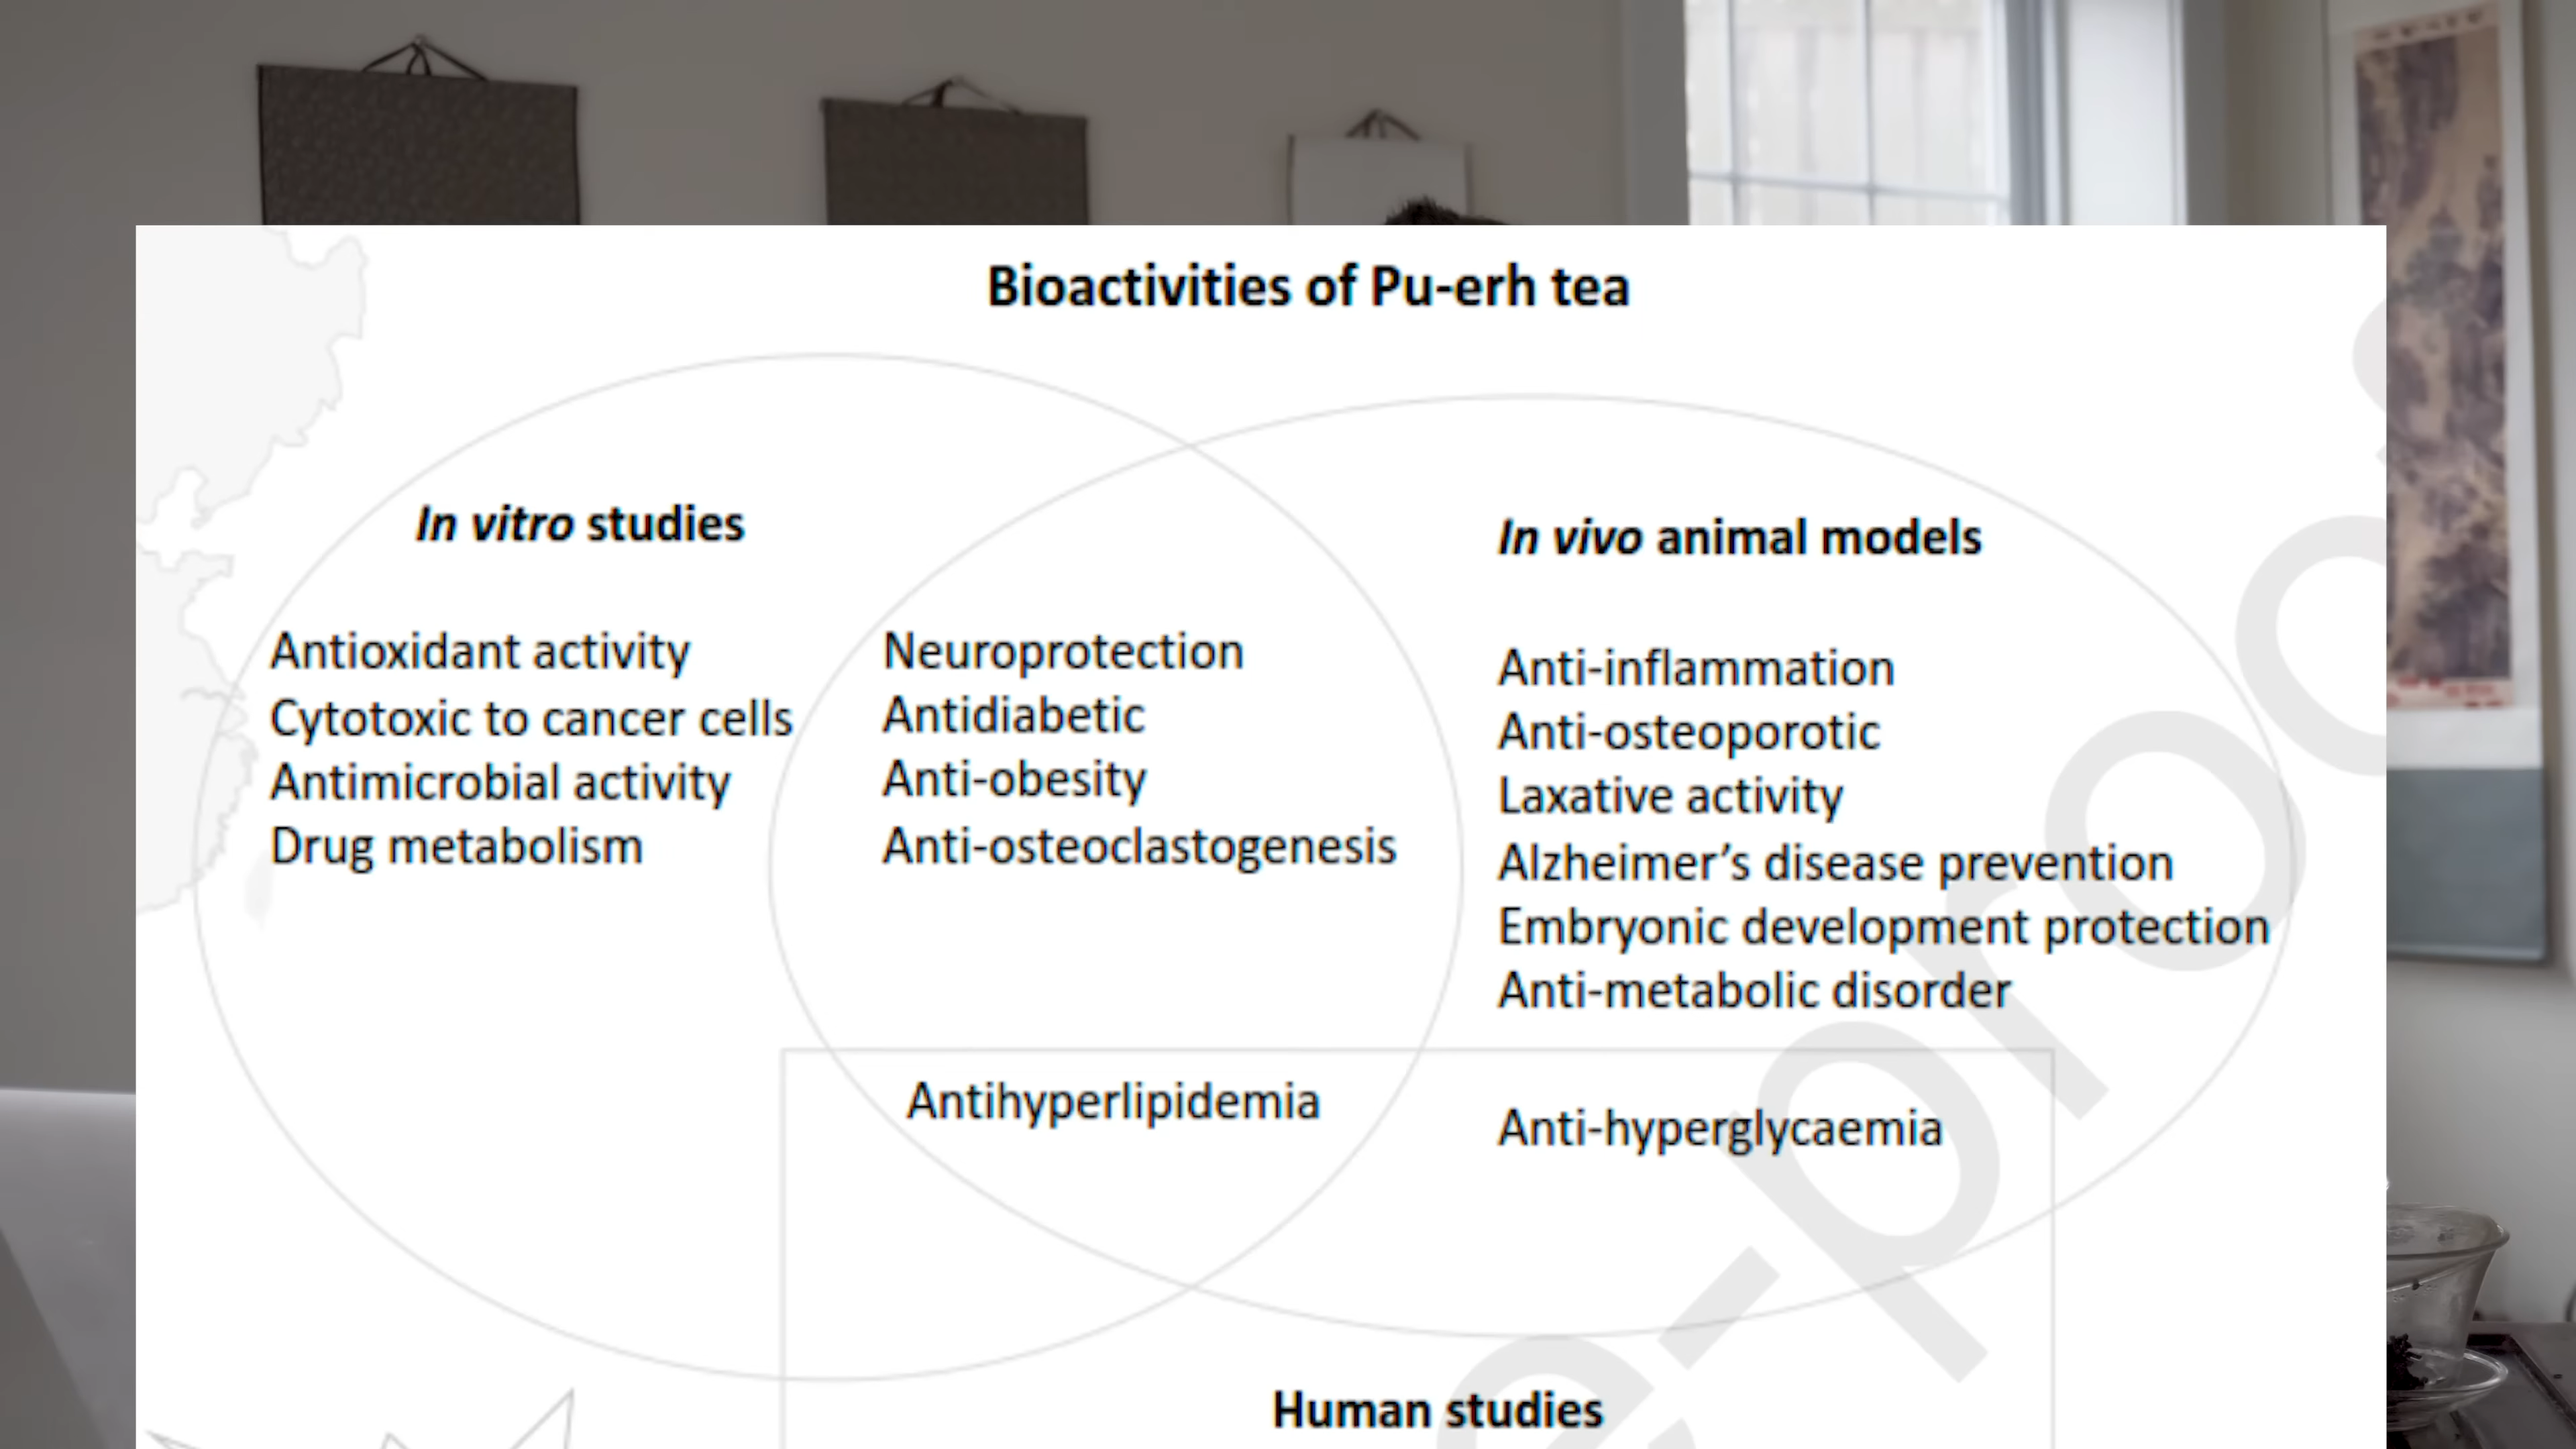 Bioactivities of Pu-erh tea
In vitro studies
Antioxidant activity
Cytotoxic to cancer cells
Antimicrobial activity
Drug metabolism
Neuroprotection
Antidiabetic
Anti-obesity
Anti-osteoclastogenesis
In vivo animal models
Anti-inflammation
Anti-osteoporotic
Laxative activity
Alzheimer’s disease prevention
Embryonic development protection
Anti-metabolic disorder
Antihyperlipidemia
Anti-hyperglycaemia
Human studies
e-proo